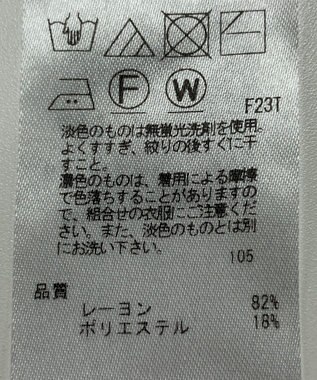 F W
F23T
淡色のものは無蛍光洗剤を使用。
よくすすぎ、絞りの後すぐに干
すこと。
濃色のものは、着用による摩擦
で色落ちすることがありますの
で、組合せの衣服にご注意くだ
さい。また、淡色のものとは別
にお洗い下さい。
105
品質
レーヨン 82%
ポリエステル 18%